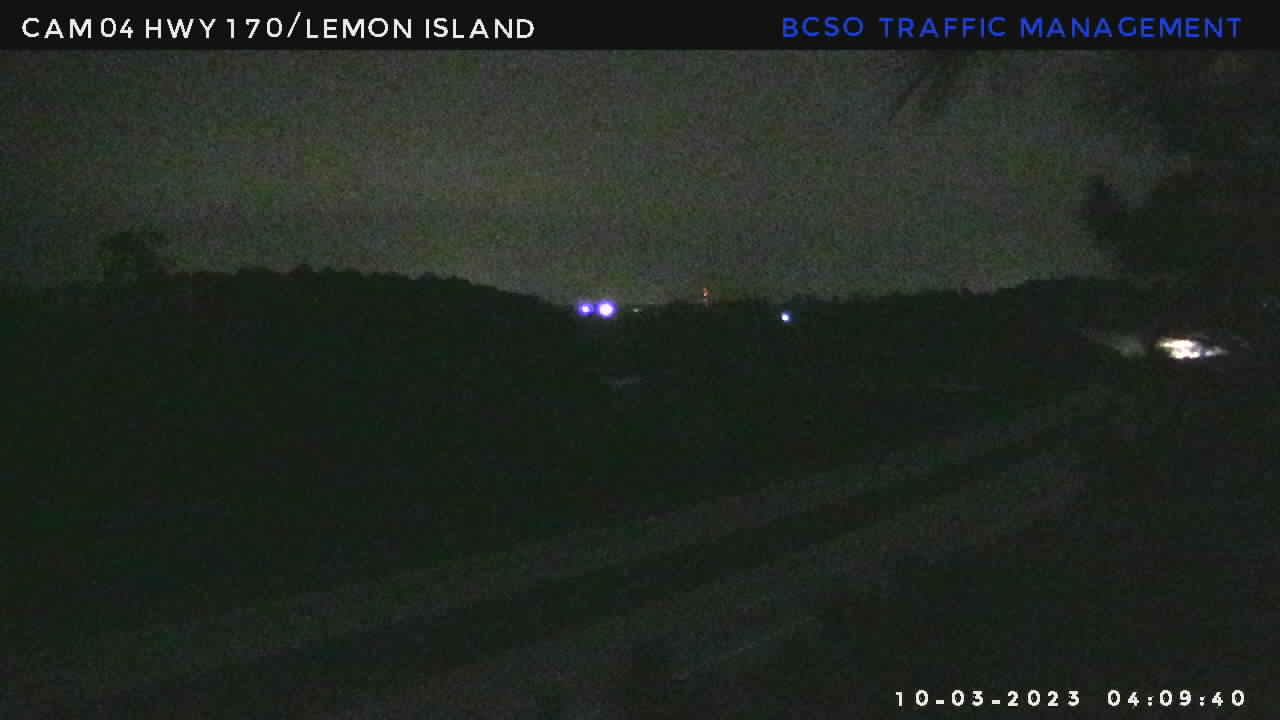 CAM04 HWY 170/LEMON ISLAND
BCSO TRAFFIC MANAGEMENT
10-03-2023 04:09:40